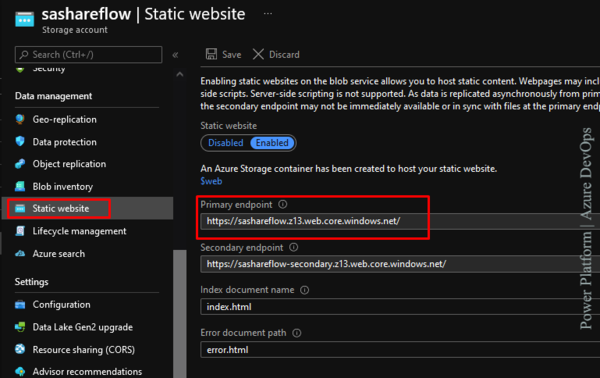 sashareflow | Static website ...
Storage account
Search (Ctrl+/)
«
Security
Data management
Geo-replication
Data protection
Object replication
Blob inventory
Static website
Lifecycle management
Azure search
Settings
Configuration
Data Lake Gen2 upgrade
Resource sharing (CORS)
Advisor recommendations
Save Discard
Enabling static websites on the blob service allows you to host static content. Webpages may incl
side scripts. Server-side scripting is not supported. As data is replicated asynchronously from prim
the secondary endpoint may not be immediately available or in sync with files at the primary endp
Static website
Disabled Enabled
An Azure Storage container has been created to host your static website.
$web
Primary endpoint
https://sashareflow.z13.web.core.windows.net/
Secondary endpoint
https://sashareflow-secondary.z13.web.core.windows.net/
Index document name
index.html
Error document path
error.html
Power Platform | Azure DevOps